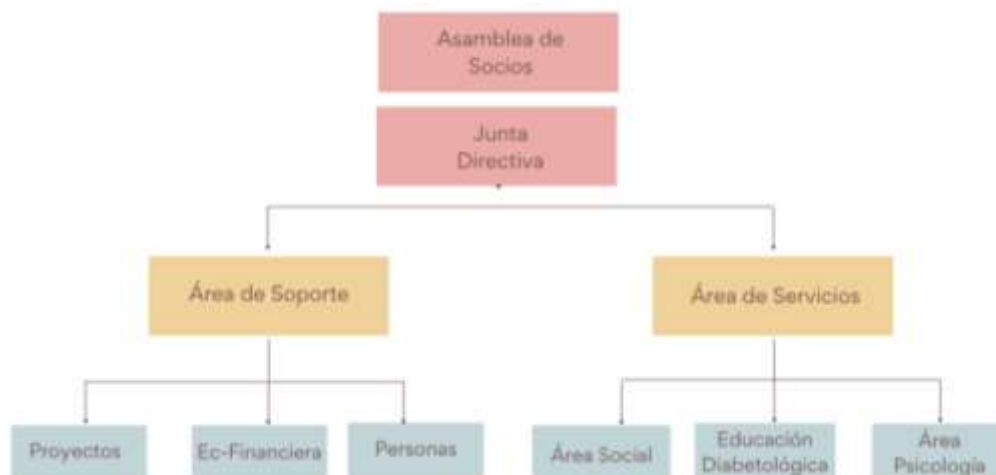 Asamblea de
Socios
Junta
Directiva
Área de Soporte
Área de Servicios
Proyectos
Ec-Financiera
Personas
Área Social
Educación
Diabetológica
Área
Psicología